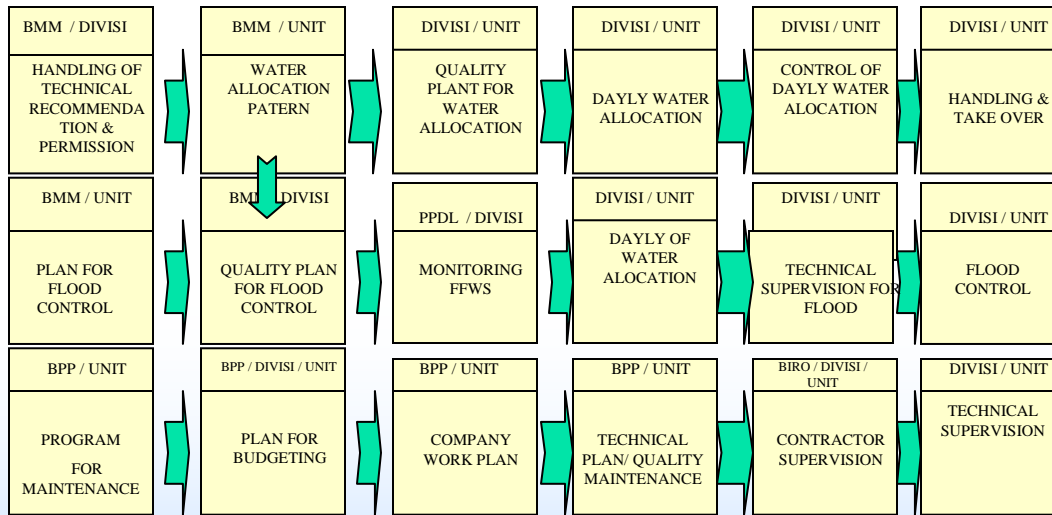 BMM / DIVISI
HANDLING OF
TECHNICAL
RECOMMENDA
TION &
PERMISSION
BMM / UNIT
WATER
ALLOCATION
PATERN
DIVISI / UNIT
QUALITY
PLANT FOR
WATER
ALLOCATION
DIVISI / UNIT
DAYLY WATER
ALLOCATION
DIVISI / UNIT
CONTROL OF
DAYLY WATER
ALOCATION
DIVISI / UNIT
HANDLING &
TAKE OVER
BMM / UNIT
PLAN FOR
FLOOD
CONTROL
BMM / DIVISI
QUALITY PLAN
FOR FLOOD
CONTROL
PPDL / DIVISI
MONITORING
FFWS
DIVISI / UNIT
DAYLY OF
WATER
ALOCATION
DIVISI / UNIT
TECHNICAL
SUPERVISION FOR
FLOOD
DIVISI / UNIT
FLOOD
CONTROL
BPP / UNIT
PROGRAM
FOR
MAINTENANCE
BPP / DIVISI / UNIT
PLAN FOR
BUDGETING
BPP / UNIT
COMPANY
WORK PLAN
BPP / UNIT
TECHNICAL
PLAN/ QUALITY
MAINTENANCE
BIRO / DIVISI /
UNIT
CONTRACTOR
SUPERVISION
DIVISI / UNIT
TECHNICAL
SUPERVISION